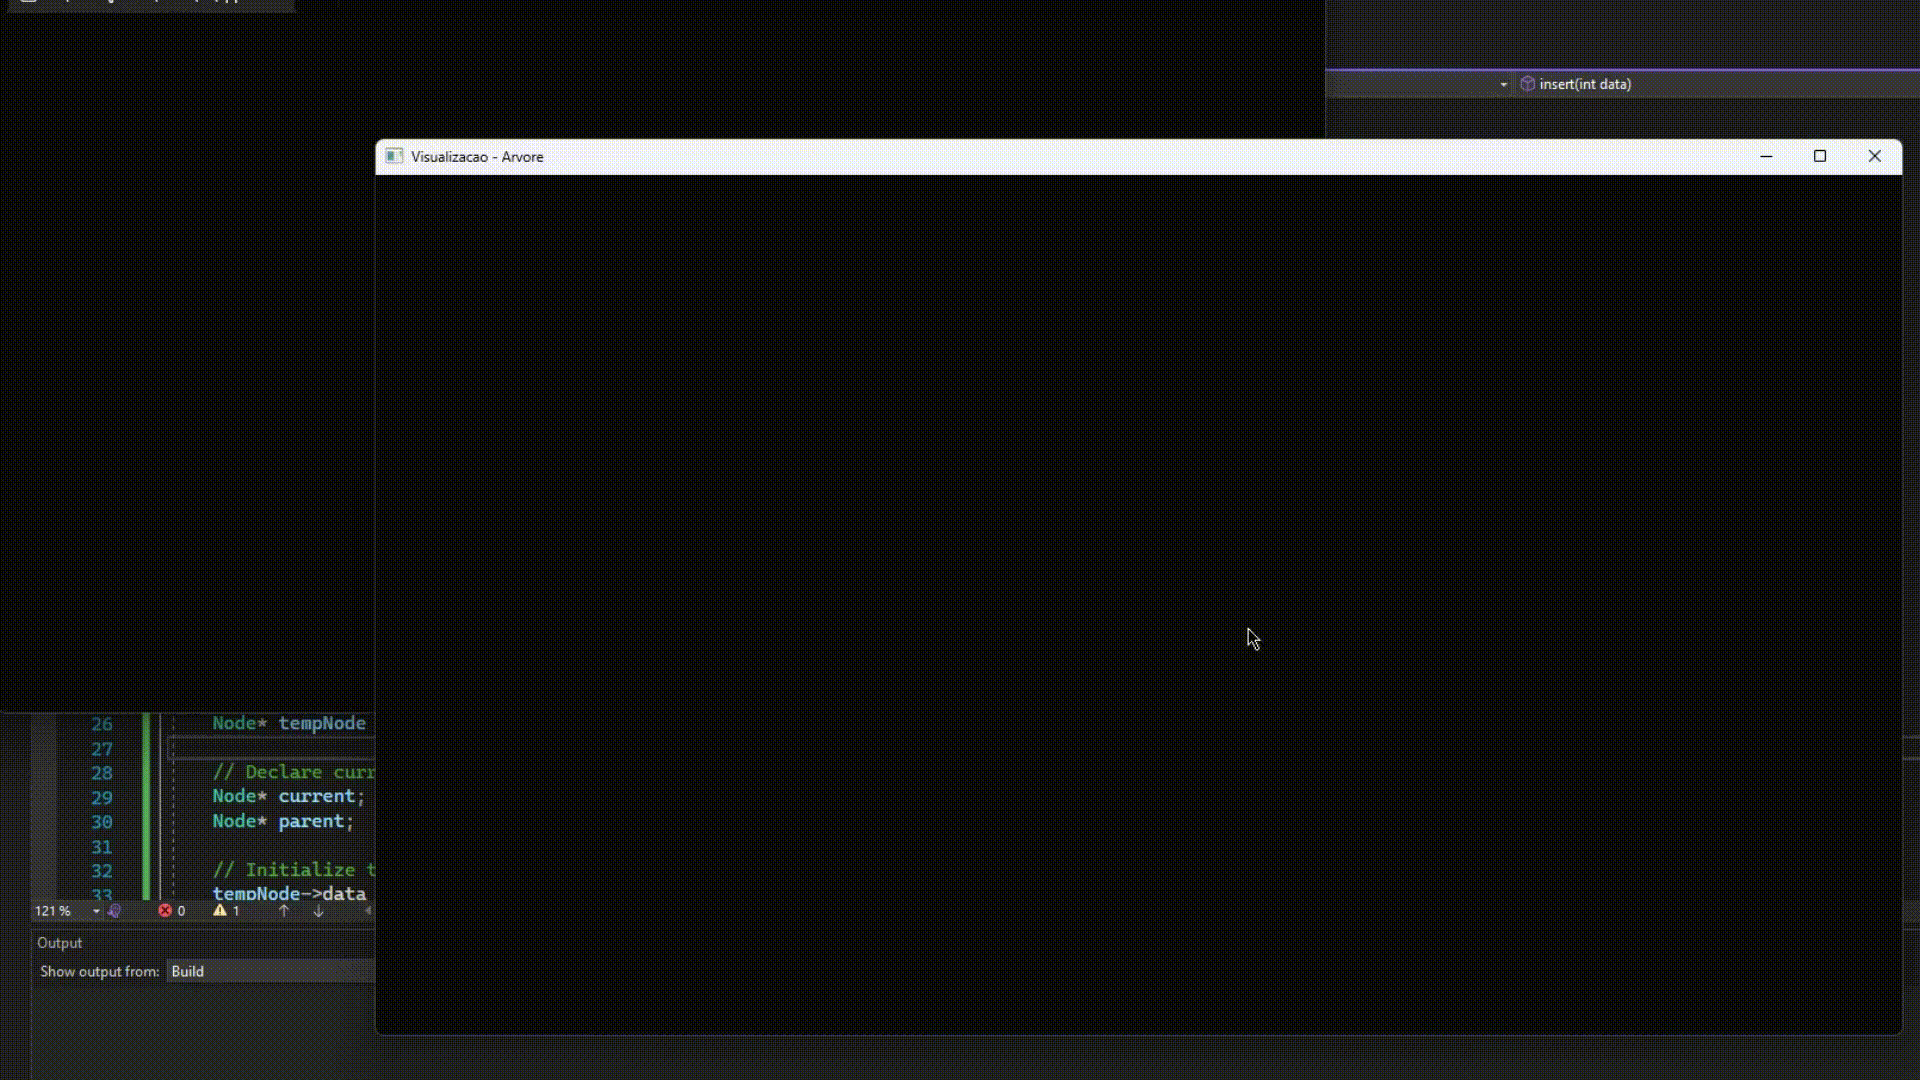 insert(int data)
Visualizacao - Arvore
26 Node* tempNode
27
28 // Declare curr
29 Node* current;
30 Node* parent;
31
32 // Initialize t
33 tempNode->data
121 % 0 1
Output
Show output from: Build